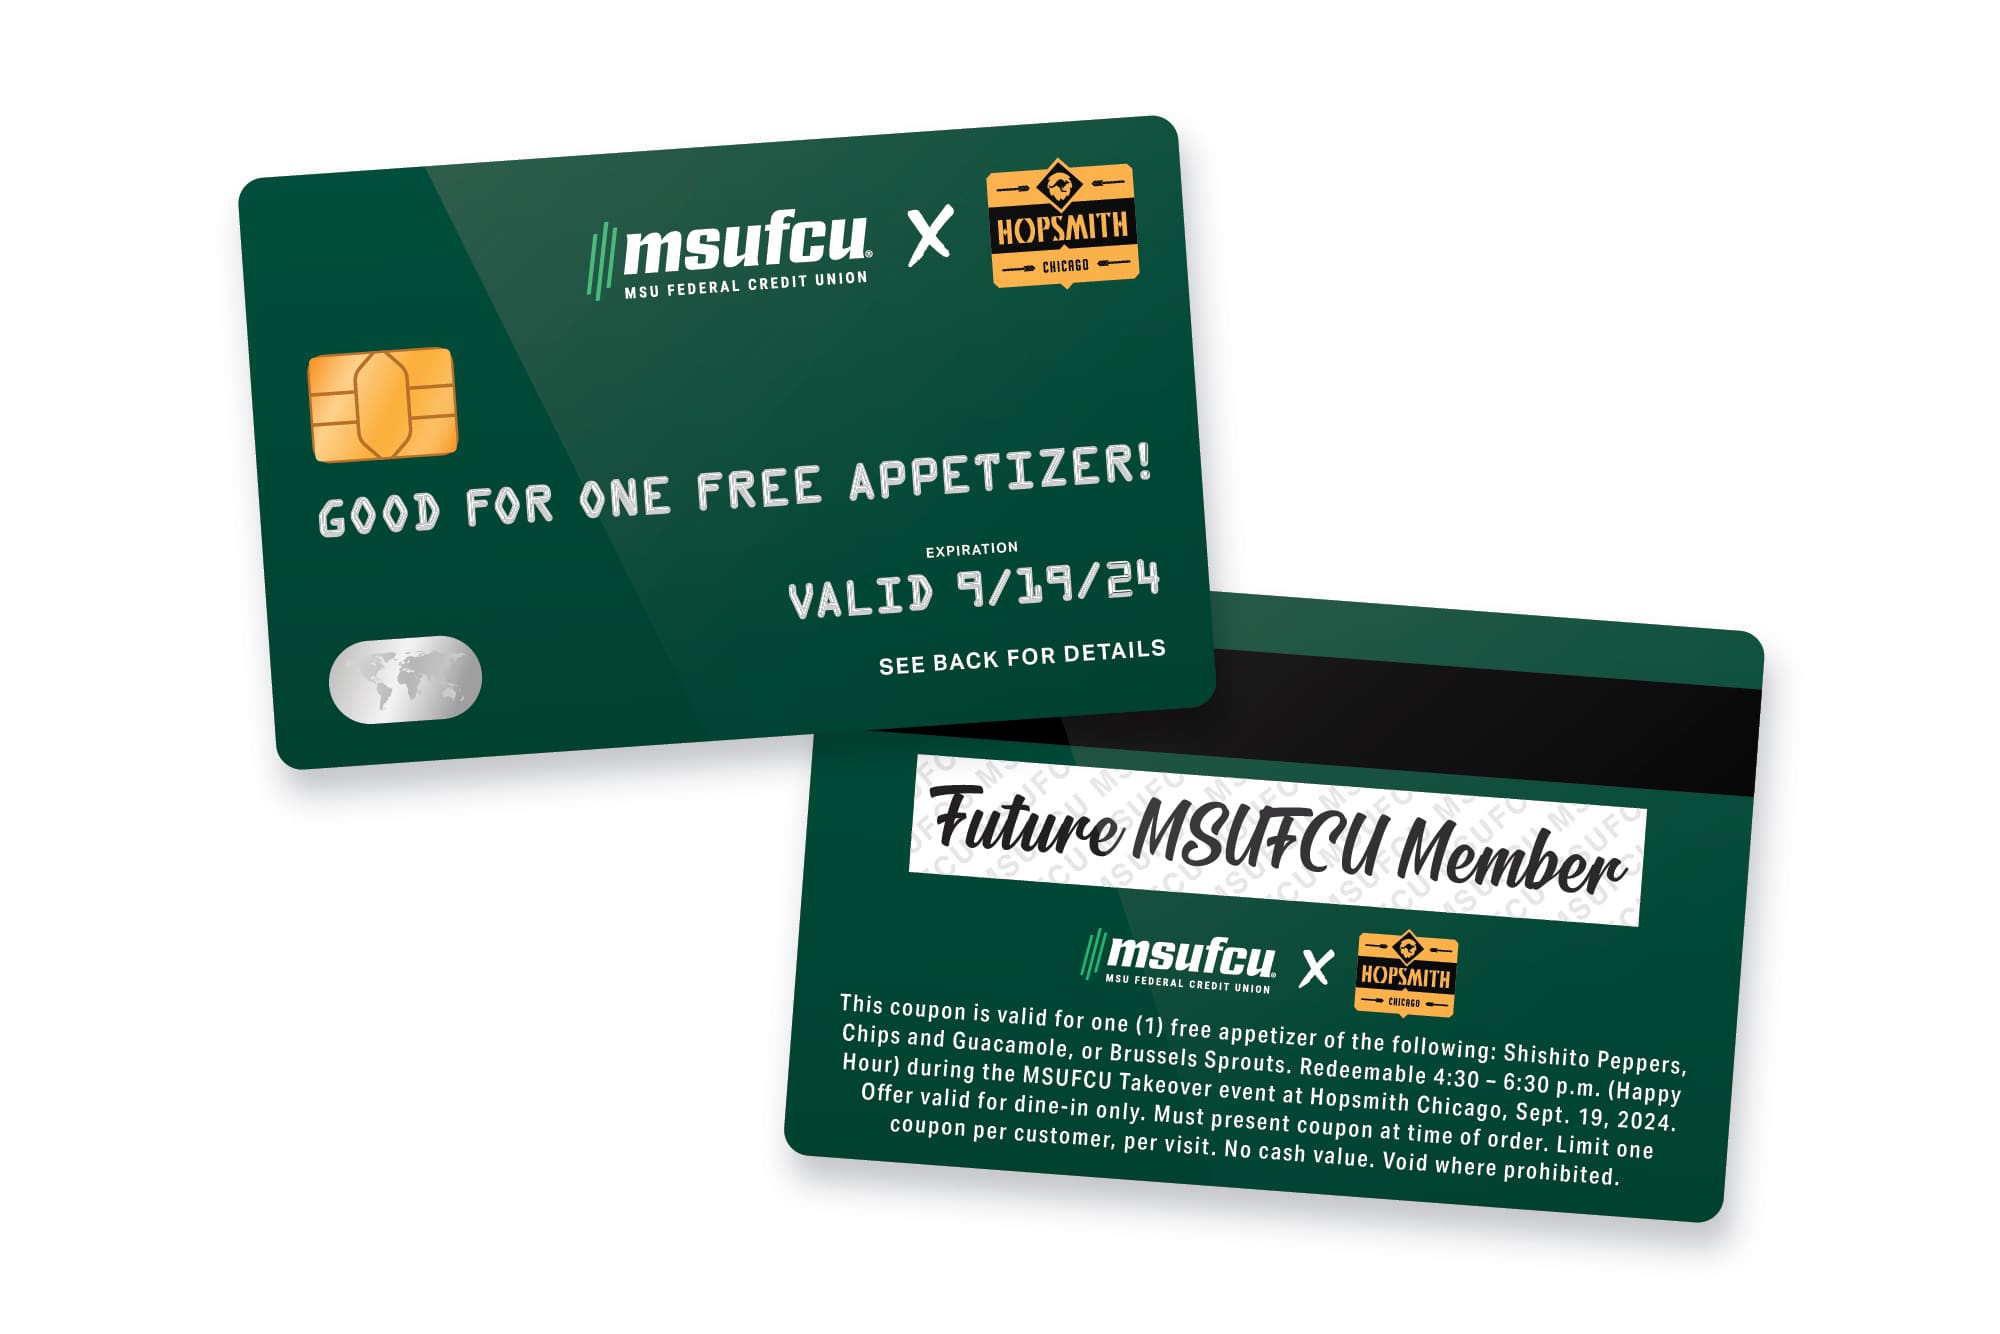 msufcu®
MSU FEDERAL CREDIT UNION
X
HOPSMITH
CHICAGO
GOOD FOR ONE FREE APPETIZER!
EXPIRATION
VALID 9/19/24
SEE BACK FOR DETAILS
Future MSUFCU Member
msufcu®
MSU FEDERAL CREDIT UNION
X
HOPSMITH
CHICAGO
This coupon is valid for one (1) free appetizer of the following: Shishito Peppers,
Chips and Guacamole, or Brussels Sprouts. Redeemable 4:30 – 6:30 p.m. (Happy
Hour) during the MSUFCU Takeover event at Hopsmith Chicago, Sept. 19, 2024.
Offer valid for dine-in only. Must present coupon at time of order. Limit one
coupon per customer, per visit. No cash value. Void where prohibited.